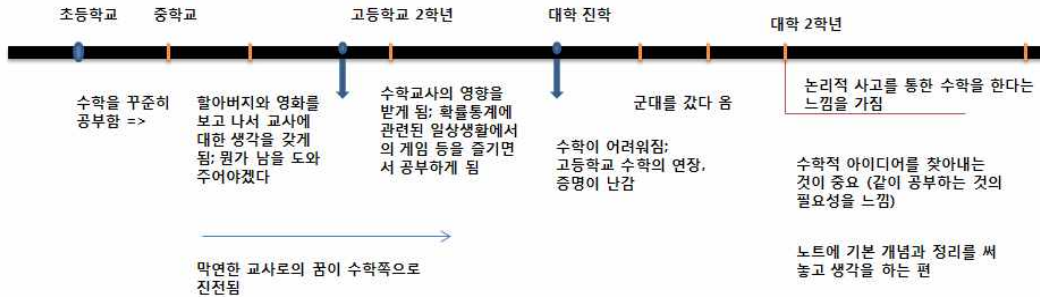 초등학교
중학교
고등학교 2학년
대학 진학
대학 2학년
수학을 꾸준히
공부함 =>
할아버지와 영화를
보고 나서 교사에
대한 생각을 갖게
됨; 뭔가 남을 도와
주어야겠다
수학교사의 영향을
받게 됨; 확률통계에
관련된 일상생활에서
의 게임 등을 즐기면
서 공부하게 됨
수학이 어려워짐;
고등학교 수학의 연장,
증명이 난감
군대를 갔다 옴
논리적 사고를 통한 수학을 한다는
느낌을 가짐
수학적 아이디어를 찾아내는
것이 중요 (같이 공부하는 것의
필요성을 느낌)
노트에 기본 개념과 정리를 써
놓고 생각을 하는 편
막연한 교사로의 꿈이 수학쪽으로
진전됨